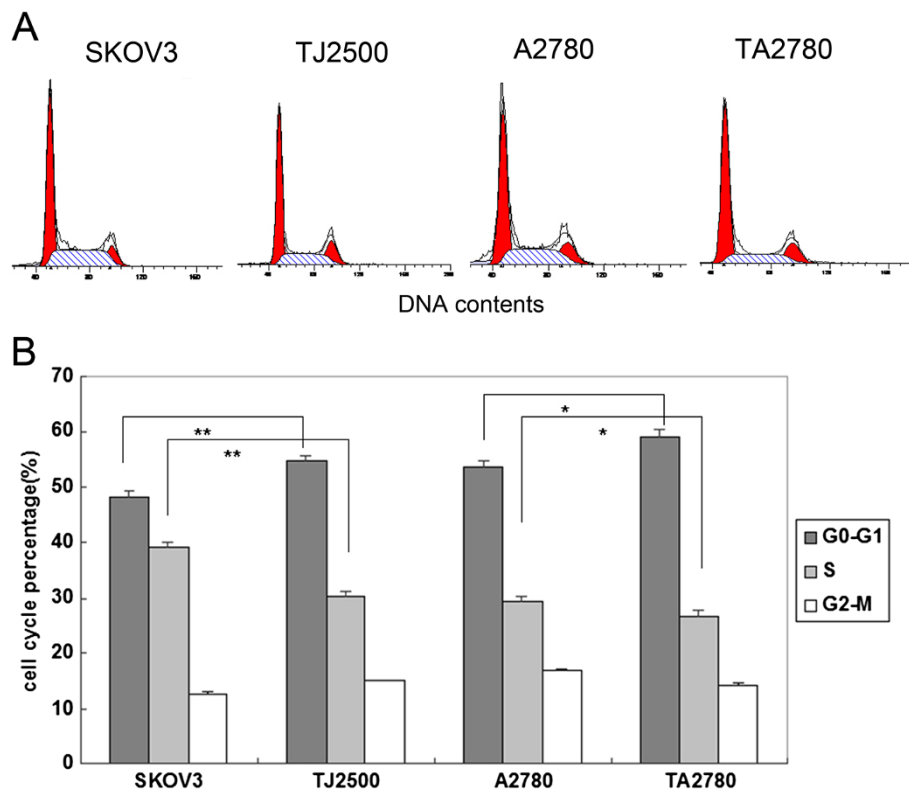 A
SKOV3 TJ2500 A2780 TA2780
DNA contents
B
70
60
50
40
30
20
10
0
cell cycle percentage(%)
** *
** *
G0-G1
S
G2-M
SKOV3 TJ2500 A2780 TA2780